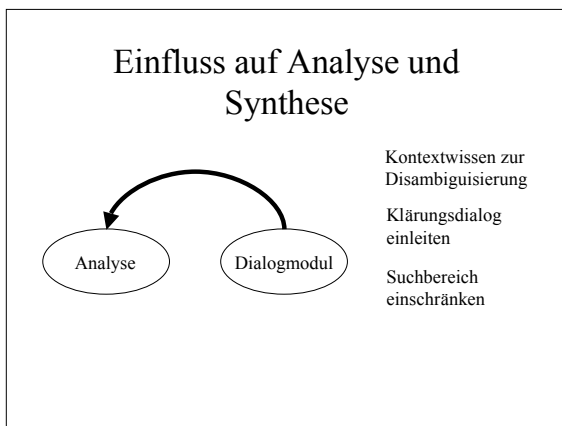 Einfluss auf Analyse und
Synthese
Kontextwissen zur
Disambiguisierung
Klärungsdialog
einleiten
Analyse
Dialogmodul
Suchbereich
einschränken